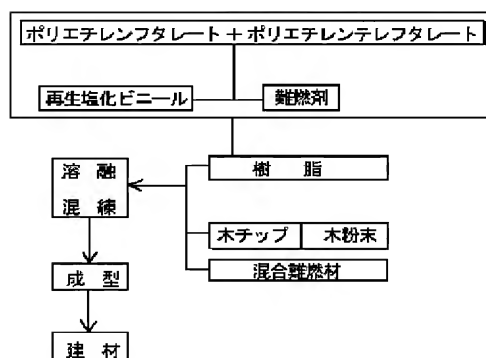 ポリエチレンフタレート＋ポリエチレンテレフタレート
再生塩化ビニール
難燃剤
樹 脂
溶 融
混 練
木チップ
木粉末
混合難燃材
成 型
建 材